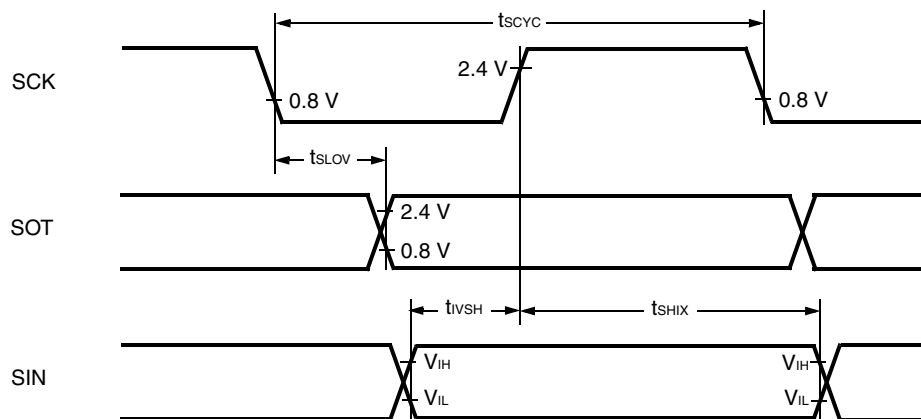 tSCYC
SCK
2.4 V
0.8 V
0.8 V
tSLOV
SOT
2.4 V
0.8 V
tIVSH
tSHIX
SIN
VIH
VIH
VIL
VIL